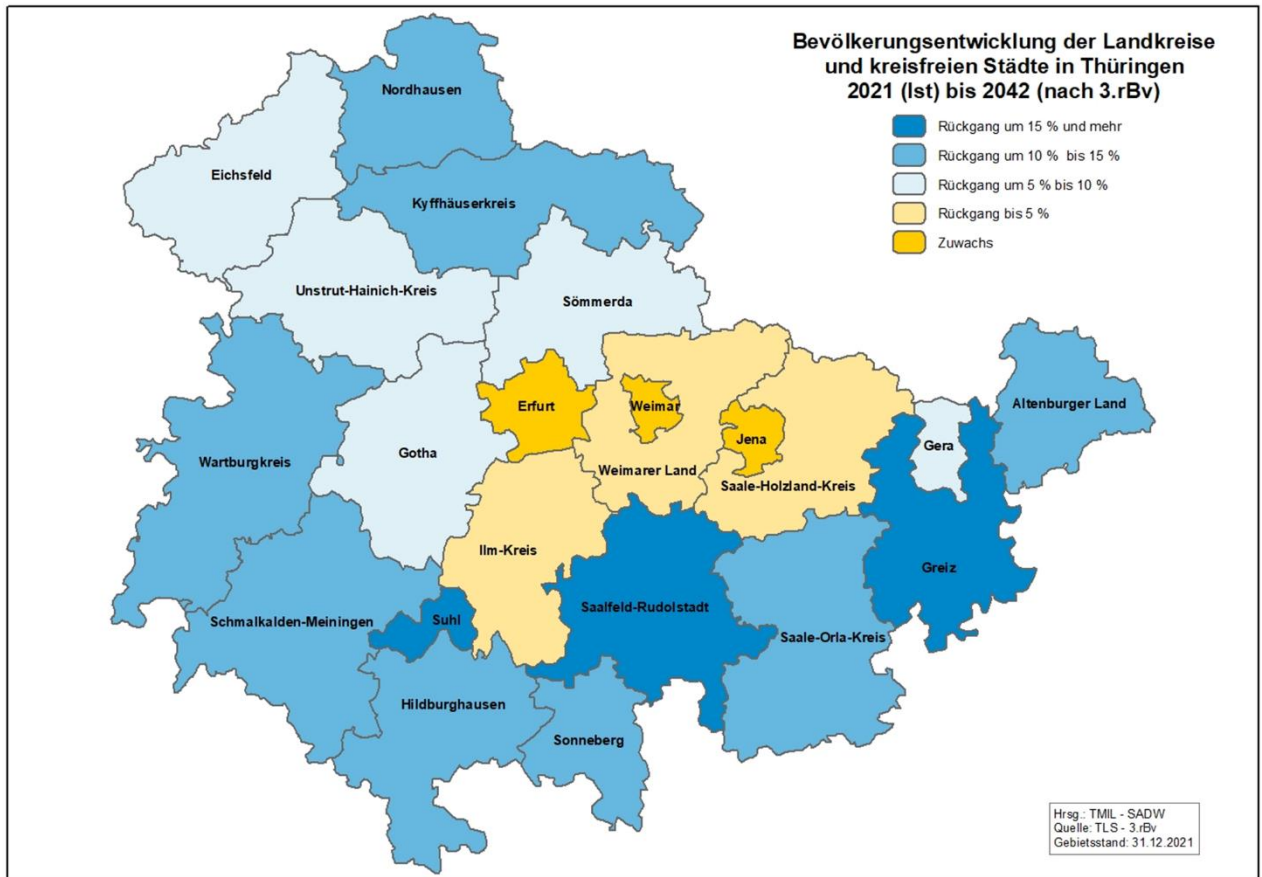 Bevölkerungsentwicklung der Landkreise
und kreisfreien Städte in Thüringen
2021 (Ist) bis 2042 (nach 3.rBv)
Rückgang um 15 % und mehr
Rückgang um 10 % bis 15 %
Rückgang um 5 % bis 10 %
Rückgang bis 5 %
Zuwachs
Nordhausen
Eichsfeld
Kyffhäuserkreis
Unstrut-Hainich-Kreis
Sömmerda
Altenburger Land
Erfurt
Weimar
Jena
Gera
Gotha
Wartburgkreis
Weimarer Land
Saale-Holzland-Kreis
Ilm-Kreis
Greiz
Saalfeld-Rudolstadt
Suhl
Schmalkalden-Meiningen
Saale-Orla-Kreis
Hildburghausen
Sonneberg
Hrsg.: TMIL - SADW
Quelle: TLS - 3.rBv
Gebietsstand: 31.12.2021